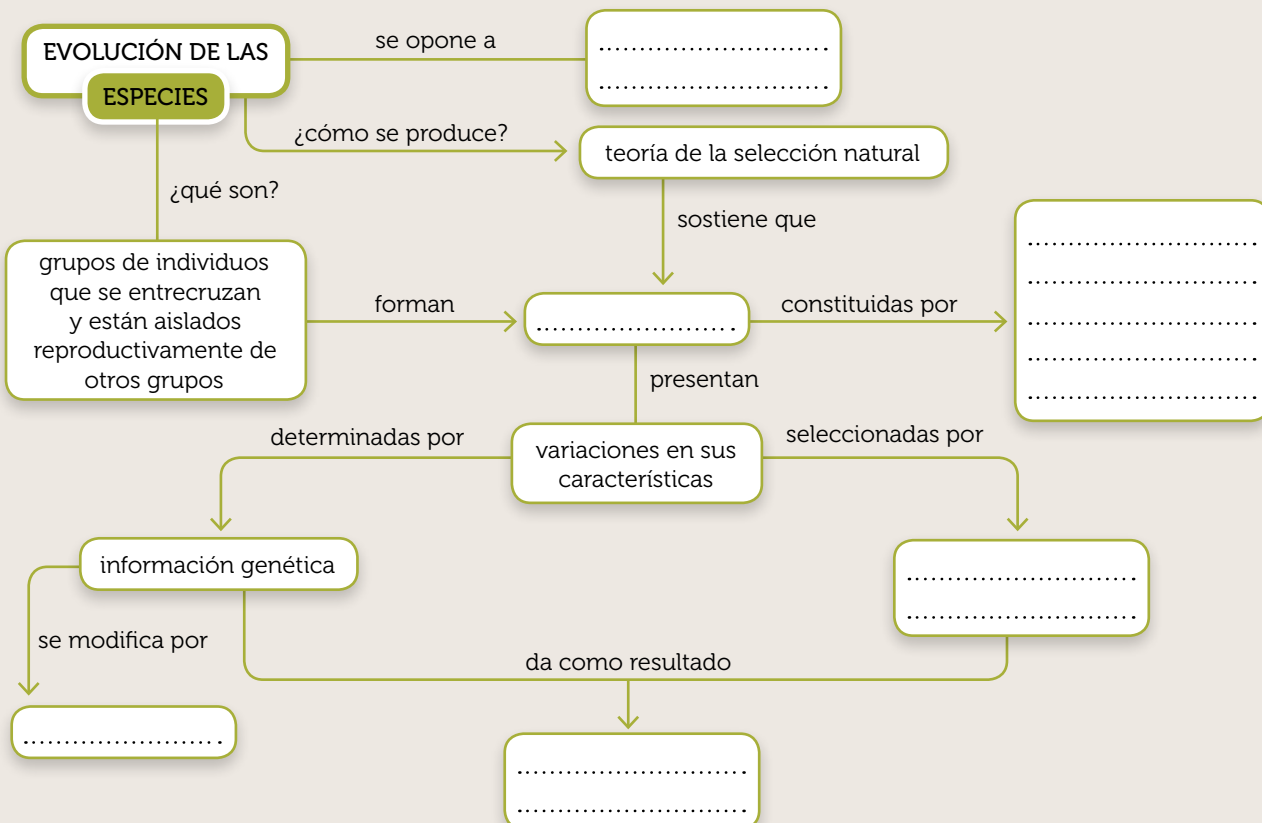 EVOLUCIÓN DE LAS
ESPECIES
se opone a
¿cómo se produce?
teoría de la selección natural
¿qué son?
sostiene que
grupos de individuos
que se entrecruzan
y están aislados
reproductivamente de
otros grupos
forman
constituidas por
presentan
determinadas por
variaciones en sus
características
seleccionadas por
información genética
se modifica por
da como resultado